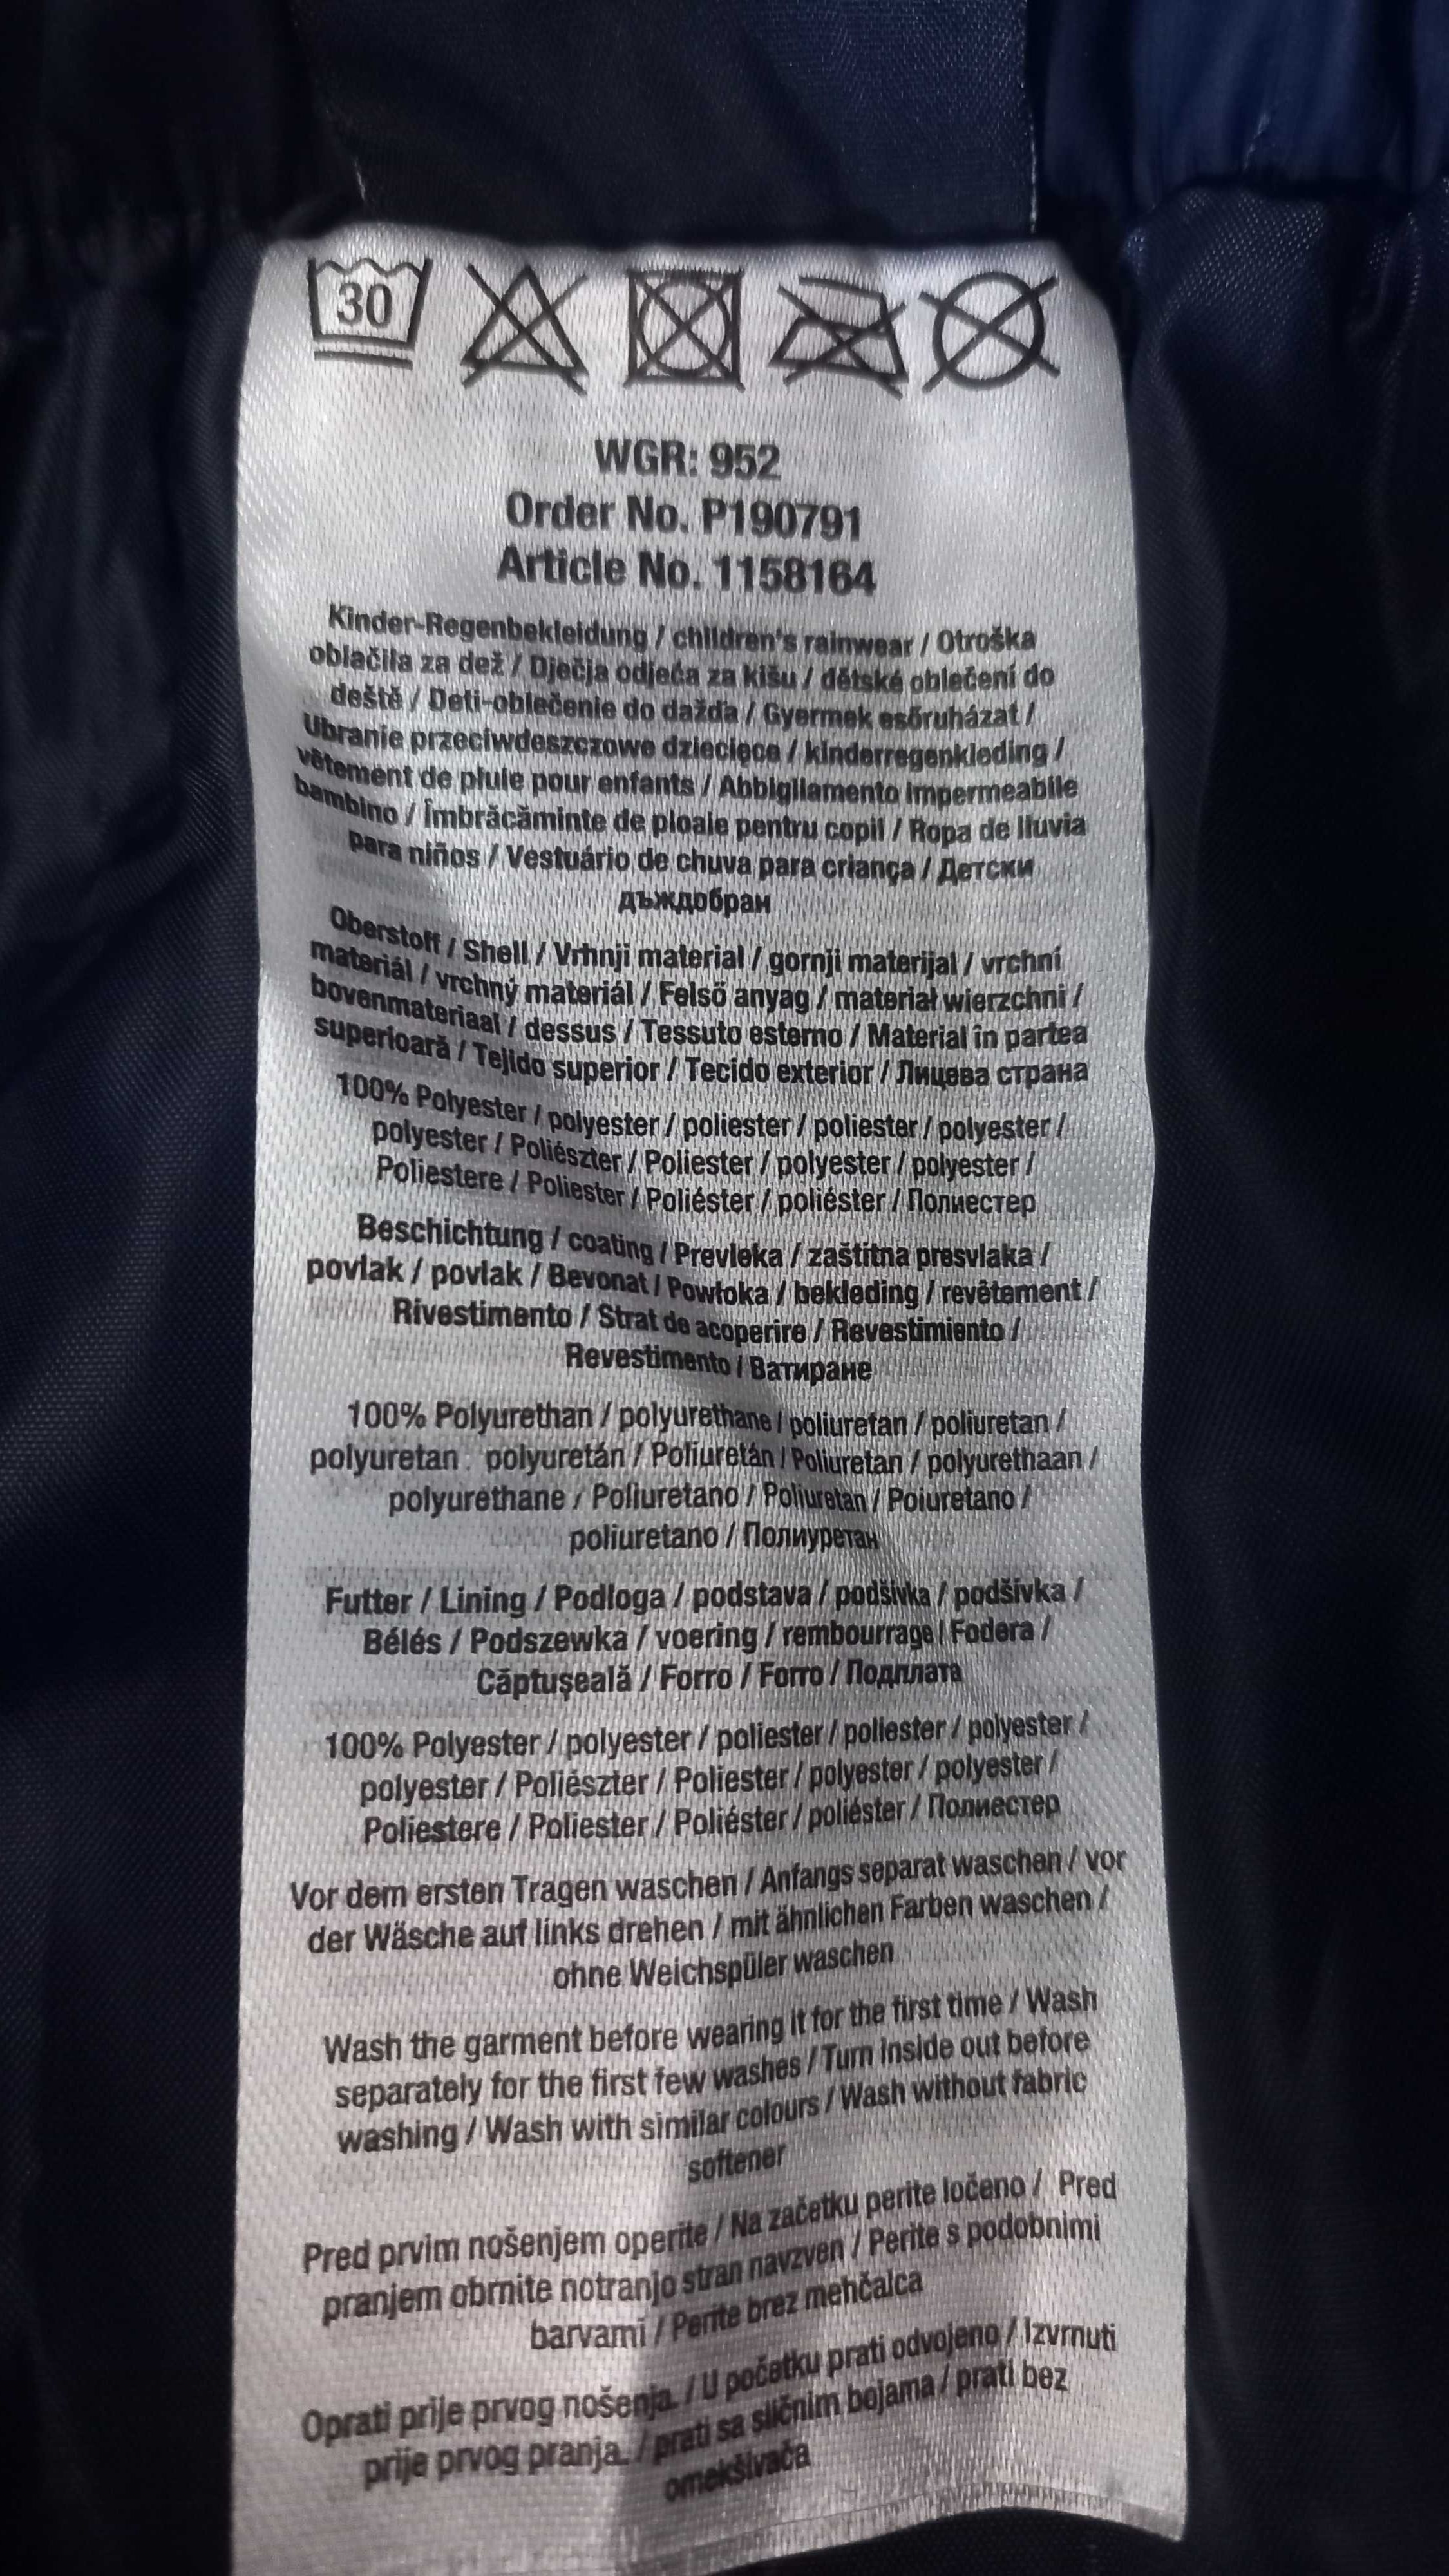 30
WGR: 952
Order No. P190791
Article No. 1158164
Kinder-Regenbekleidung / children's rainwear / Otroška
oblačila za dež / Dječja odjeća za kišu / dětské oblečení do
deště / Deti-oblečenie do dažďa / Gyermek esőruházat /
Ubranie przeciwdeszczowe dziecięce / kinderregenkleding /
vêtement de pluie pour enfants / Abbigliamento impermeabile
bambino / Îmbrăcăminte de ploaie pentru copii / Ropa de lluvia
para niños / Vestuário de chuva para criança / Детски
дъждобран
Oberstoff / Shell / Vrhnji material / gornji materijal / vrchní
materiál / vrchný materiál / Felső anyag / materiał wierzchni /
bovenmateriaal / dessus / Tessuto esterno / Material în partea
superioară / Tejido superior / Tecido exterior / Лицева страна
100% Polyester / polyester / poliester / poliester / polyester /
polyester / Poliészter / Poliester / polyester / polyester /
Poliestere / Poliester / Poliéster / poliéster / Полиестер
Beschichtung / coating / Prevleka / zaštitna presvlaka /
povlak / povlak / Bevonat / Powłoka / bekleding / revêtement /
Rivestimento / Strat de acoperire / Revestimiento /
Revestimento / Ватиране
100% Polyurethan / polyurethane / poliuretan / poliuretan /
polyuretan : polyuretán / Poliuretán / Poliuretan / polyurethaan /
polyurethane / Poliuretano / Poliuretan / Poiuretano /
poliuretano / Полиуретан
Futter / Lining / Podloga / podstava / podšivka / podšívka /
Bélés / Podszewka / voering / rembourrage / Fodera /
Căptușeală / Forro / Forro / Подплата
100% Polyester / polyester / poliester / poliester / polyester /
polyester / Poliészter / Poliester / polyester / polyester /
Poliestere / Poliester / Poliéster / poliéster / Полиестер
Vor dem ersten Tragen waschen / Anfangs separat waschen / vor
der Wäsche auf links drehen / mit ähnlichen Farben waschen /
ohne Weichspüler waschen
Wash the garment before wearing it for the first time / Wash
separately for the first few washes / Turn inside out before
washing / Wash with similar colours / Wash without fabric
softener
Pred prvim nošenjem operite / Na začetku perite ločeno / Pred
pranjem obrnite notranjo stran navzven / Perite s podobnimi
barvami / Perite brez mehčalca
Oprati prije prvog nošenja. / U početku prati odvojeno / Izvrnuti
prije prvog pranja. / prati sa sličnim bojama / prati bez
omekšivača